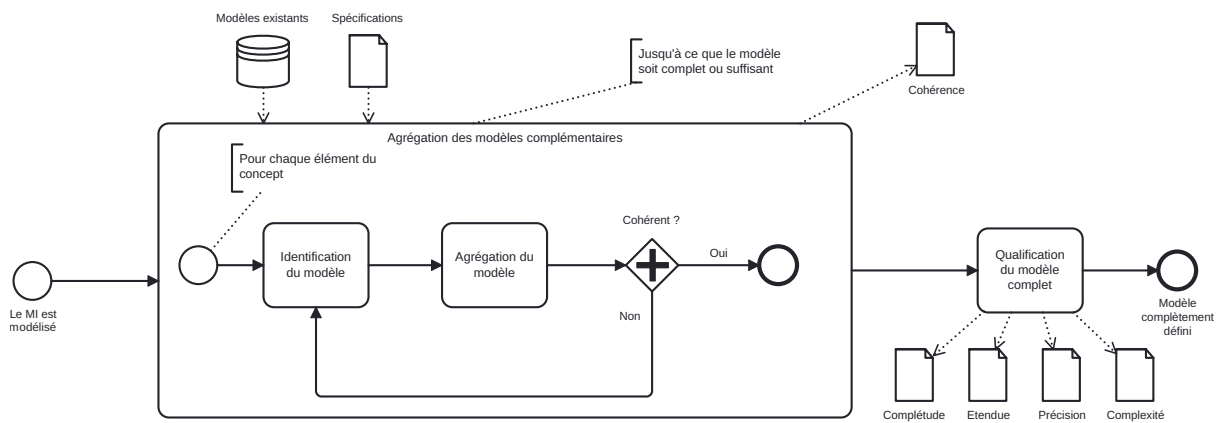 Modèles existants
Spécifications
Jusqu'à ce que le modèle
soit complet ou suffisant
Cohérence
Agrégation des modèles complémentaires
Pour chaque élément du
concept
Cohérent ?
Identification
du modèle
Agrégation du
modèle
Oui
Non
Qualification
du modèle
complet
Le MI est
modélisé
Modèle
complètement
défini
Complétude
Etendue
Précision
Complexité